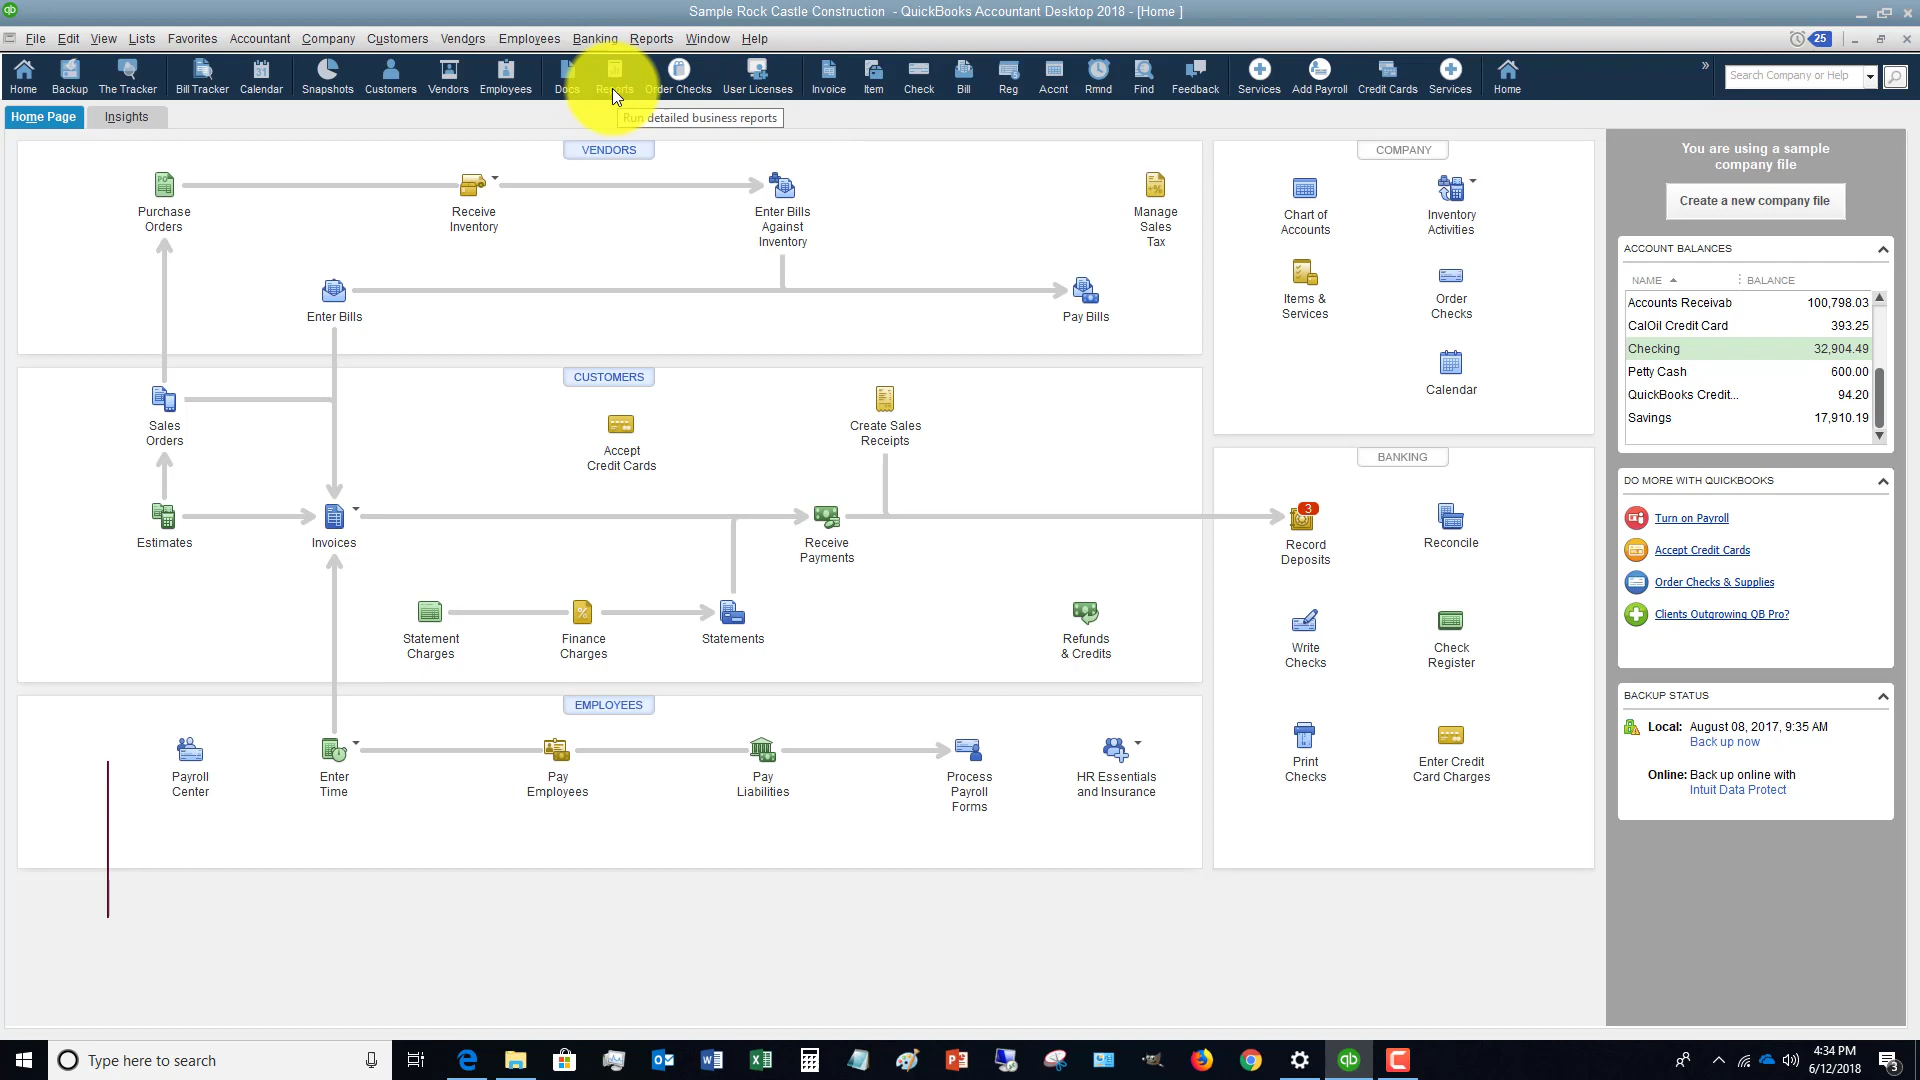 Sample Rock Castle Construction - QuickBooks Accountant Desktop 2018 - [Home ]
File Edit View Lists Favorites Accountant Company Customers Vendors Employees Banking Reports Window Help
25
Home Backup The Tracker Bill Tracker Calendar Snapshots Customers Vendors Employees Docs Reports Order Checks User Licenses Invoice Item Check Bill Reg Accnt Rmnd Find Feedback Services Add Payroll Credit Cards Services Home
Search Company or Help
Home Page Insights
Run detailed business reports
VENDORS
Purchase
Orders
Receive
Inventory
Enter Bills
Against
Inventory
Manage
Sales
Tax
Enter Bills
Pay Bills
CUSTOMERS
Sales
Orders
Accept
Credit Cards
Create Sales
Receipts
Estimates
Invoices
Receive
Payments
Statement
Charges
Finance
Charges
Statements
Refunds
& Credits
EMPLOYEES
Payroll
Center
Enter
Time
Pay
Employees
Pay
Liabilities
Process
Payroll
Forms
HR Essentials
and Insurance
COMPANY
Chart of
Accounts
Inventory
Activities
Items &
Services
Order
Checks
Calendar
BANKING
3
Record
Deposits
Reconcile
Write
Checks
Check
Register
Print
Checks
Enter Credit
Card Charges
You are using a sample
company file
Create a new company file
ACCOUNT BALANCES
NAME BALANCE
Accounts Receivab 100,798.03
CalOil Credit Card 393.25
Checking 32,904.49
Petty Cash 600.00
QuickBooks Credit... 94.20
Savings 17,910.19
DO MORE WITH QUICKBOOKS
Turn on Payroll
Accept Credit Cards
Order Checks & Supplies
Clients Outgrowing QB Pro?
BACKUP STATUS
Local: August 08, 2017, 9:35 AM
Back up now
Online: Back up online with
Intuit Data Protect
Type here to search
4:34 PM
6/12/2018
3